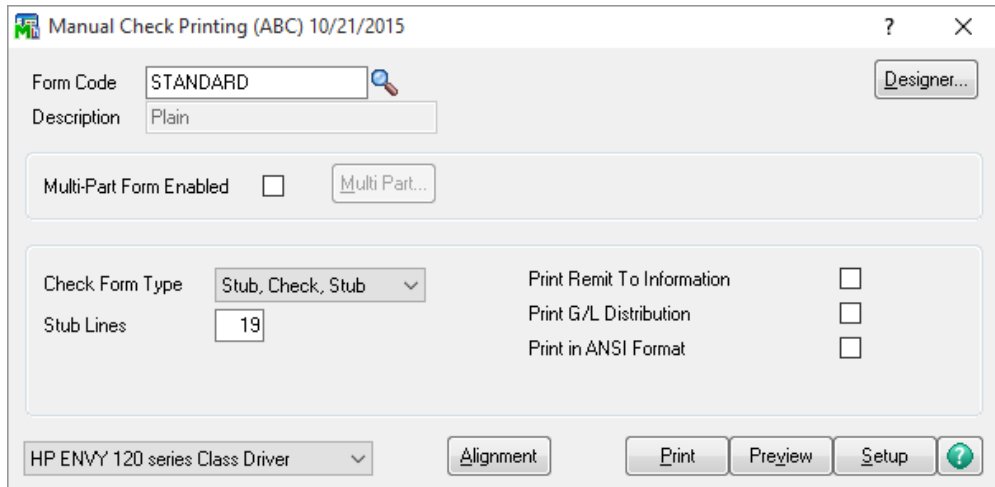 Manual Check Printing (ABC) 10/21/2015 ?
Form Code STANDARD Designer...
Description Plain
Multi-Part Form Enabled Multi Part...
Check Form Type Stub, Check, Stub Print Remit To Information
Stub Lines 19 Print G/L Distribution
Print in ANSI Format
HP ENVY 120 series Class Driver Alignment Print Preview Setup ?